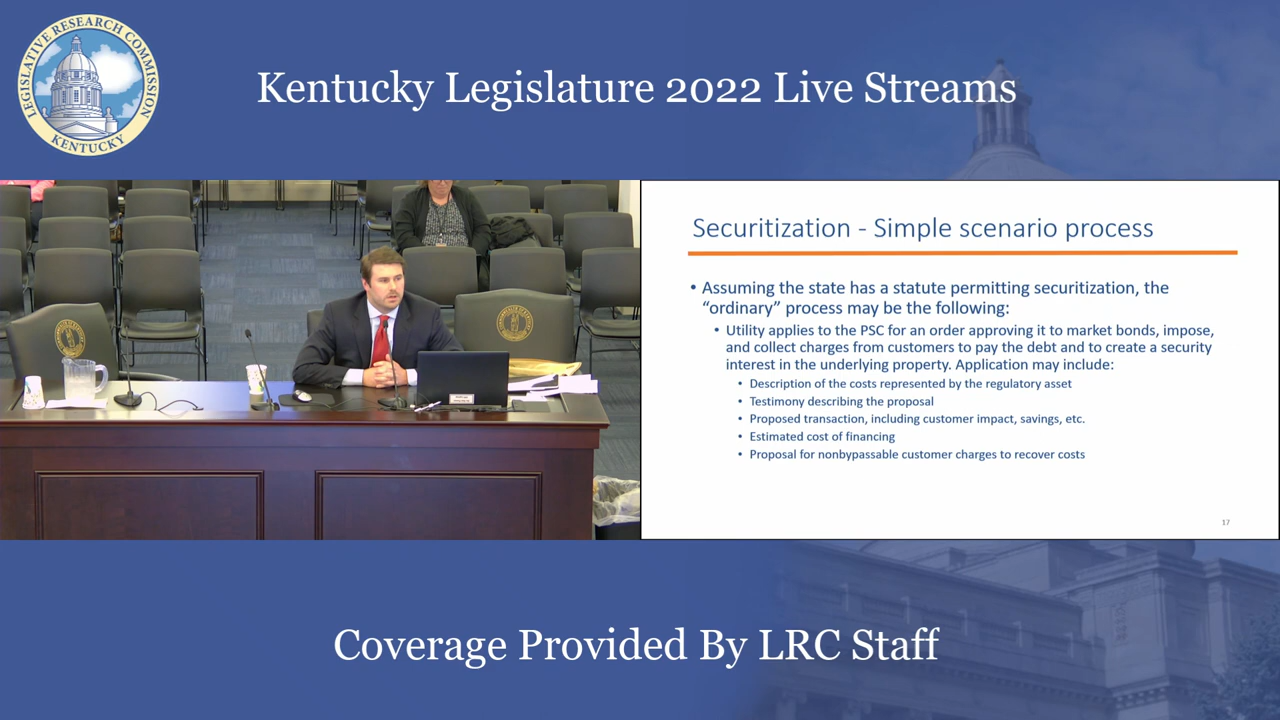 LEGISLATIVE RESEARCH COMMISSION
KENTUCKY
Kentucky Legislature 2022 Live Streams
Securitization - Simple scenario process
• Assuming the state has a statute permitting securitization, the
“ordinary” process may be the following:
• Utility applies to the PSC for an order approving it to market bonds, impose,
and collect charges from customers to pay the debt and to create a security
interest in the underlying property. Application may include:
• Description of the costs represented by the regulatory asset
• Testimony describing the proposal
• Proposed transaction, including customer impact, savings, etc.
• Estimated cost of financing
• Proposal for nonbypassable customer charges to recover costs
17
Coverage Provided By LRC Staff